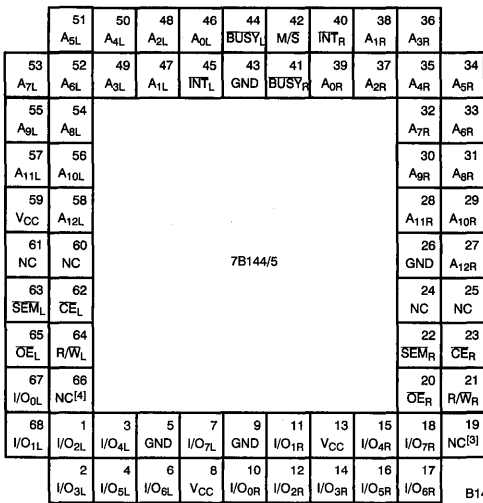 51 50 48 46 44 42 40 38 36
A5L A4L A2L A0L BUSYL M/S INTR A1R A3R
53 52 49 47 45 43 41 39 37 35 34
A7L A6L A3L A1L INTL GND BUSYR A0R A2R A4R A5R
55 54 32 33
A9L A8L A7R A6R
57 56 30 31
A11L A10L A9R A8R
59 58 28 29
VCC A12L A11R A10R
61 60 26 27
NC NC 7B144/5 GND A12R
63 62 24 25
SEML CEL NC NC
65 64 22 23
OEL R/WL SEMR CER
67 66 20 21
I/O0L NC[4] OER R/WR
68 1 3 5 7 9 11 13 15 18 19
I/O1L I/O2L I/O4L GND I/O7L GND I/O1R VCC I/O4R I/O7R NC[3]
2 4 6 8 10 12 14 16 17
I/O3L I/O5L I/O6L VCC I/O0R I/O2R I/O3R I/O5R I/O6R B14